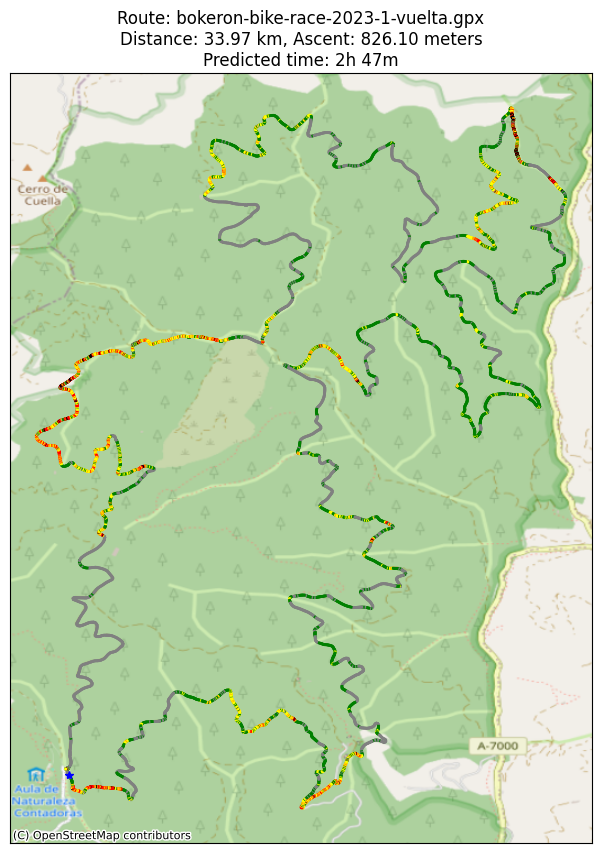 Route: bokeron-bike-race-2023-1-vuelta.gpx
Distance: 33.97 km, Ascent: 826.10 meters
Predicted time: 2h 47m
Cerro de
Cuella
A-7000
Aula de
Naturaleza
Contadoras
(C) OpenStreetMap contributors